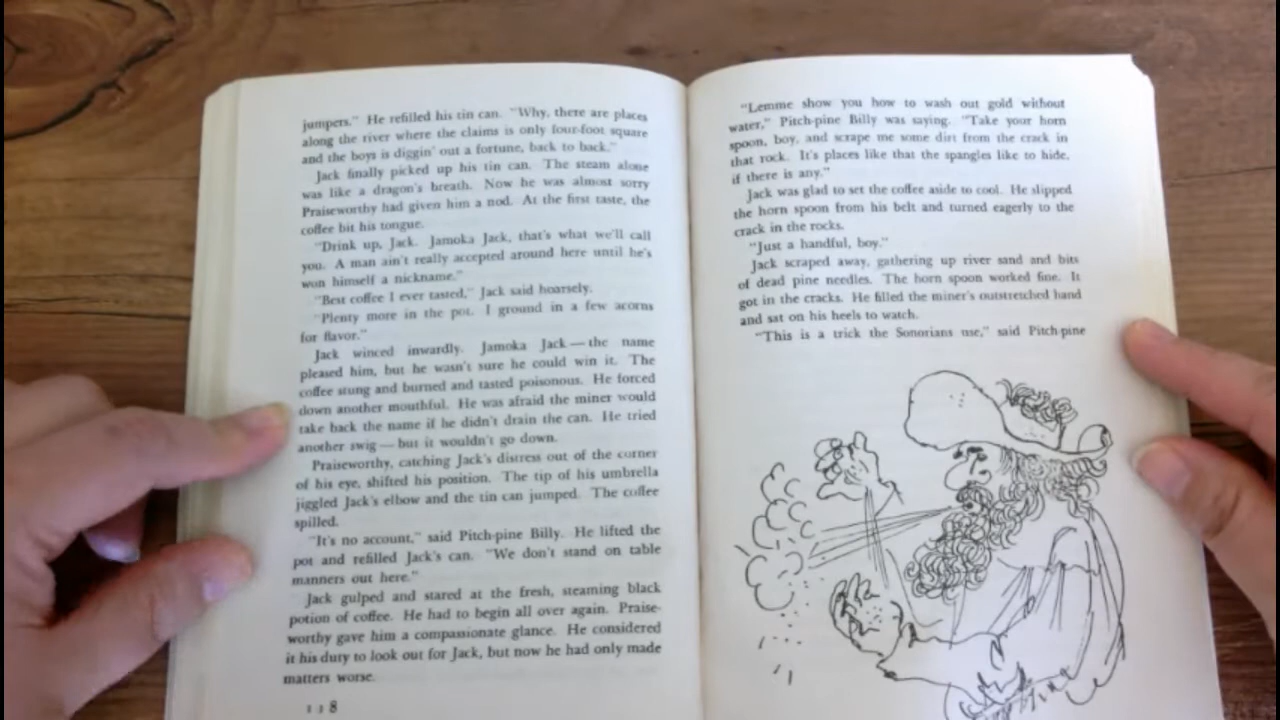 jumpers." He refilled his tin can. "Why, there are places
along the river where the claims is only four-foot square
and the boys is diggin' out a fortune, back to back."
Jack finally picked up his tin can. The steam alone
was like a dragon's breath. Now he was almost sorry
Praiseworthy had given him a nod. At the first taste, the
coffee bit his tongue.
"Drink up, Jack. Jamoka Jack, that's what we'll call
you. A man ain't really accepted around here until he's
won himself a nickname."
"Best coffee I ever tasted," Jack said hoarsely.
"Plenty more in the pot. I ground in a few acorns
for flavor."
Jack winced inwardly. Jamoka Jack — the name
pleased him, but he wasn't sure he could win it. The
coffee stung and burned and tasted poisonous. He forced
down another mouthful. He was afraid the miner would
take back the name if he didn't drain the can. He tried
another swig — but it wouldn't go down.
Praiseworthy, catching Jack's distress out of the corner
of his eye, shifted his position. The tip of his umbrella
jiggled Jack's elbow and the tin can jumped. The coffee
spilled.
"It's no account," said Pitch-pine Billy. He lifted the
pot and refilled Jack's can. "We don't stand on table
manners out here."
Jack gulped and stared at the fresh, steaming black
potion of coffee. He had to begin all over again. Praise-
worthy gave him a compassionate glance. He considered
it his duty to look out for Jack, but now he had only made
matters worse.
118
"Lemme show you how to wash out gold without
water," Pitch-pine Billy was saying. "Take your horn
spoon, boy, and scrape me some dirt from the crack in
that rock. It's places like that the spangles like to hide,
if there is any."
Jack was glad to set the coffee aside to cool. He slipped
the horn spoon from his belt and turned eagerly to the
crack in the rocks.
"Just a handful, boy."
Jack scraped away, gathering up river sand and bits
of dead pine needles. The horn spoon worked fine. It
got in the cracks. He filled the miner's outstretched hand
and sat on his heels to watch.
"This is a trick the Sonorians use," said Pitch-pine